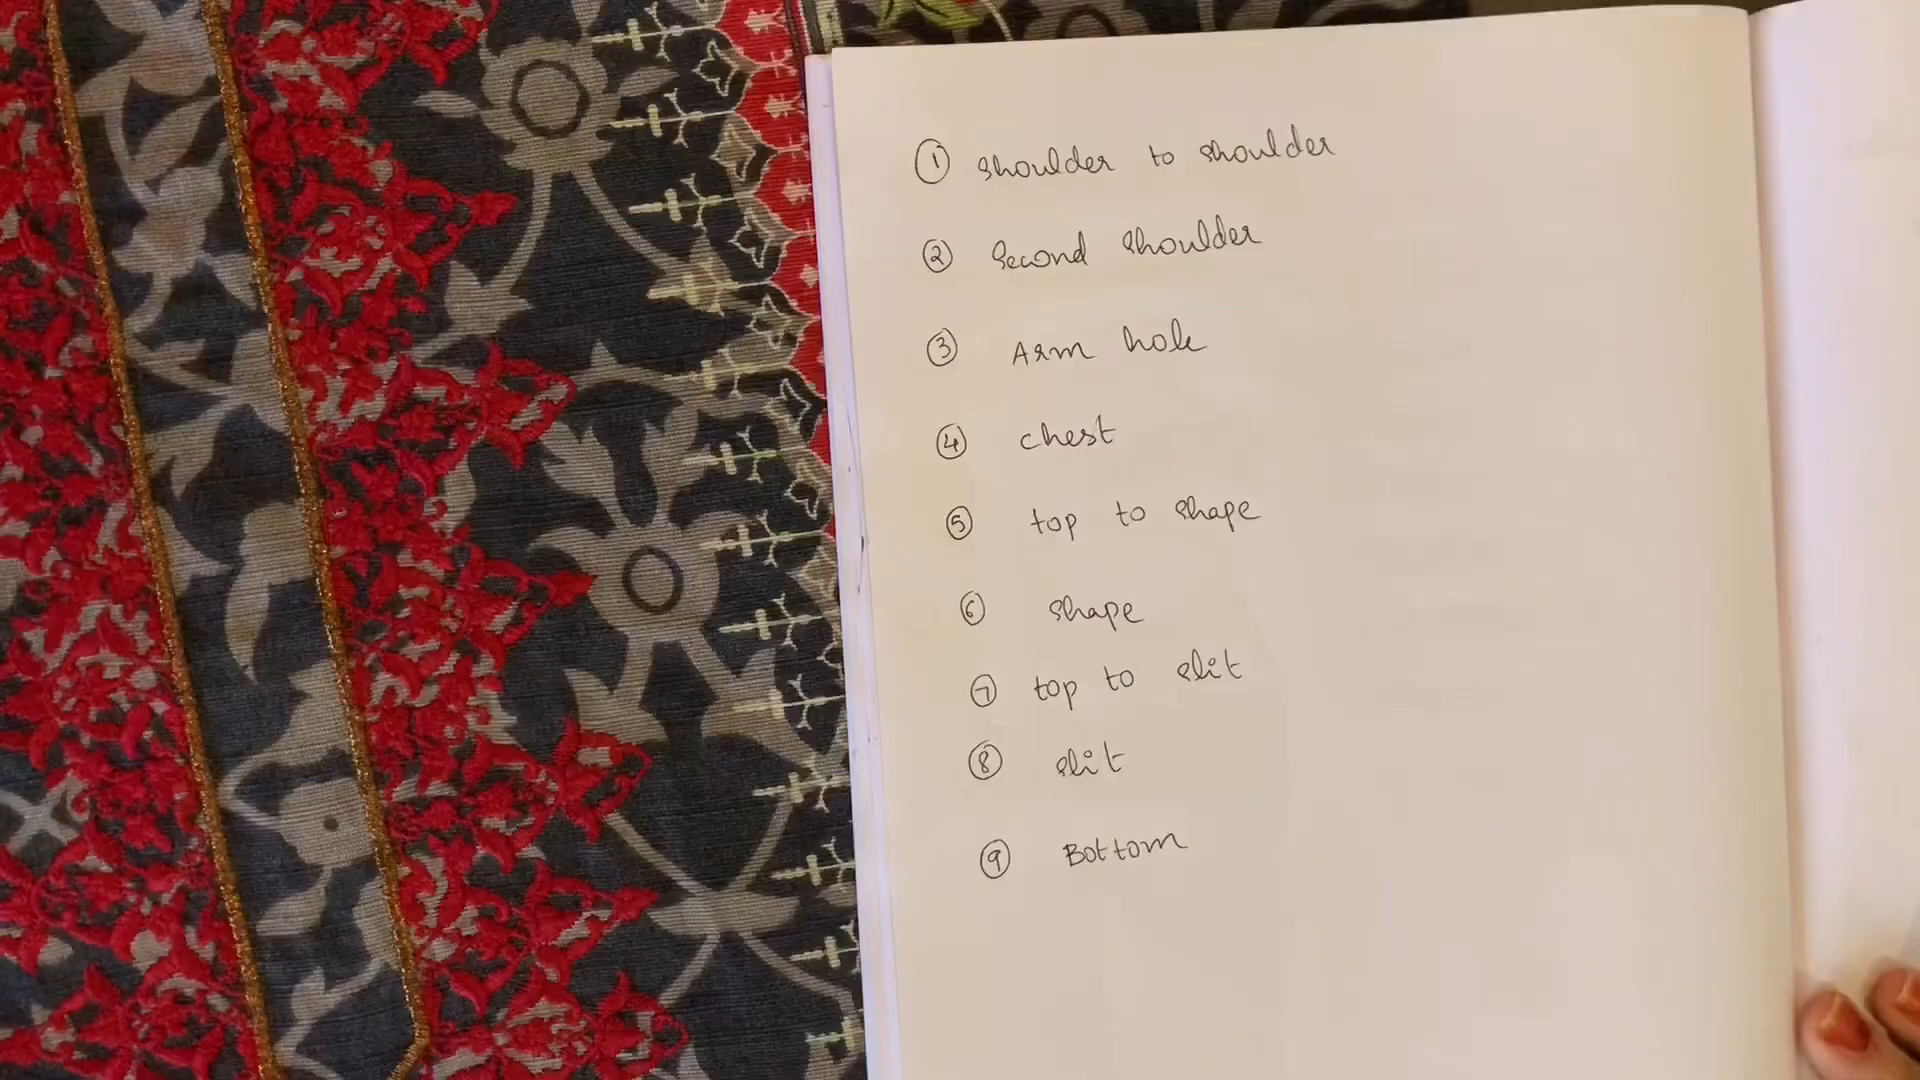 ① shoulder to shoulder
② Second shoulder
③ Arm hole
④ chest
⑤ top to shape
⑥ shape
⑦ top to slit
⑧ slit
⑨ Bottom